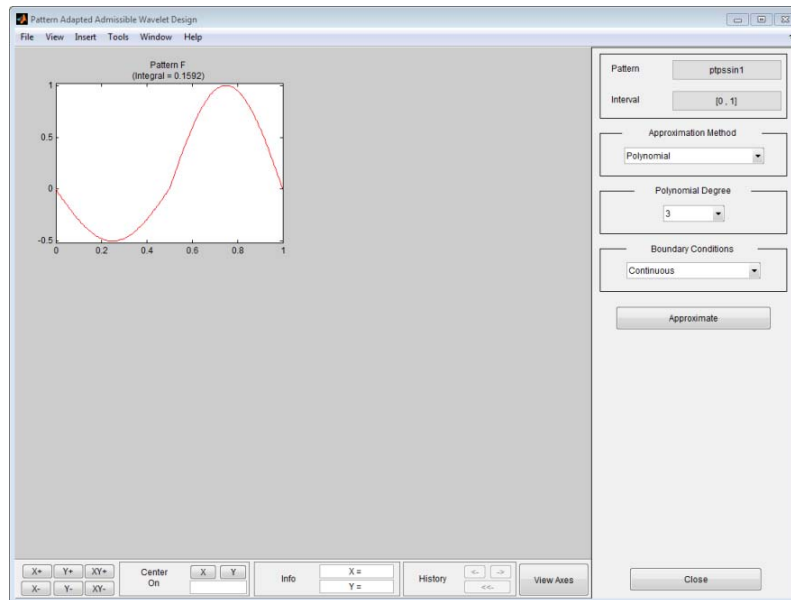 Pattern Adapted Admissible Wavelet Design
File View Insert Tools Window Help
Pattern F
(Integral = 0.1592)
1
0.5
0
-0.5
0 0.2 0.4 0.6 0.8 1
Pattern ptpssin1
Interval [0 , 1]
Approximation Method
Polynomial
Polynomial Degree
3
Boundary Conditions
Continuous
Approximate
X+ Y+ XY+
X- Y- XY-
Center
On
X Y
Info
X =
Y =
History
<- ->
<<-
View Axes
Close